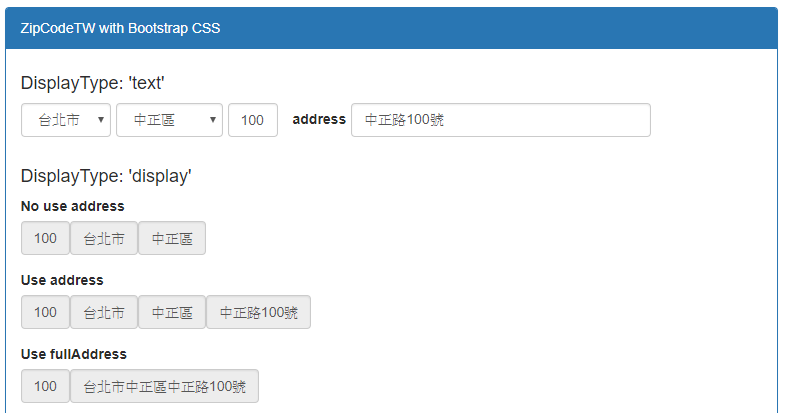 ZipCodeTW with Bootstrap CSS
DisplayType: 'text'
台北市 中正區 100 address 中正路100號
DisplayType: 'display'
No use address
100 台北市 中正區
Use address
100 台北市 中正區 中正路100號
Use fullAddress
100 台北市中正區中正路100號